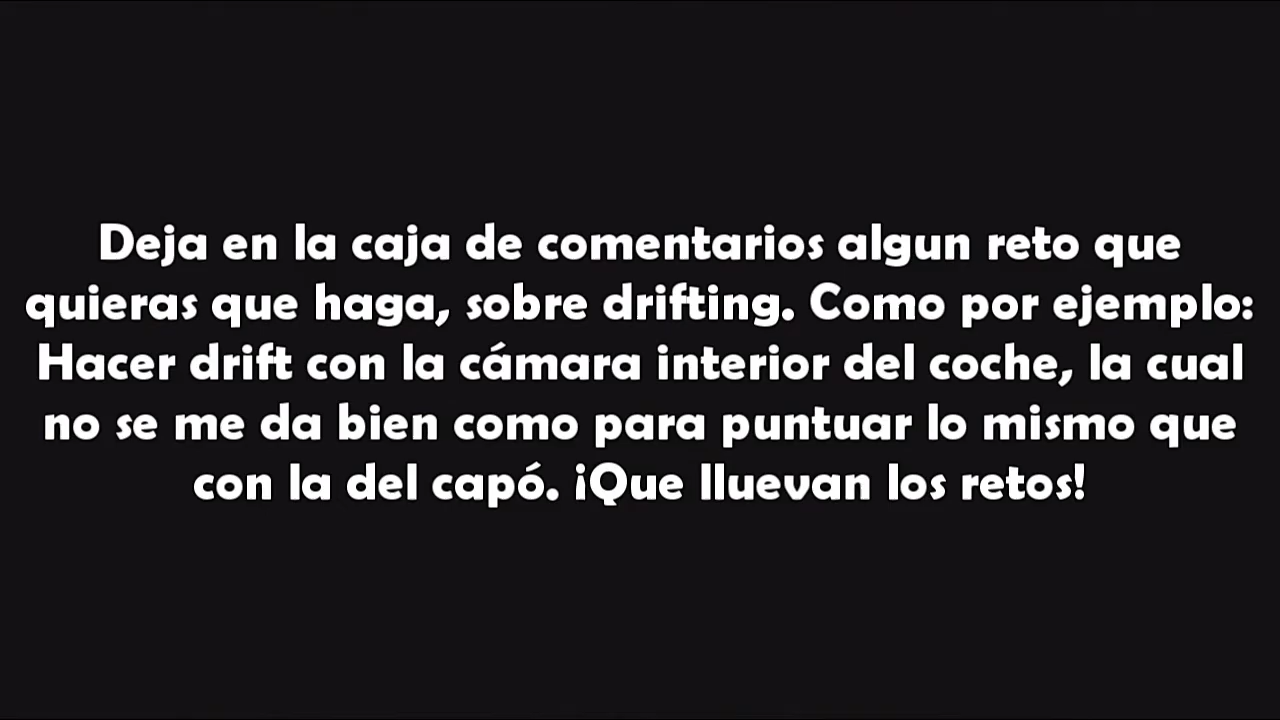 Deja en la caja de comentarios algun reto que
quieras que haga, sobre drifting. Como por ejemplo:
Hacer drift con la cámara interior del coche, la cual
no se me da bien como para puntuar lo mismo que
con la del capó. ¡Que lluevan los retos!